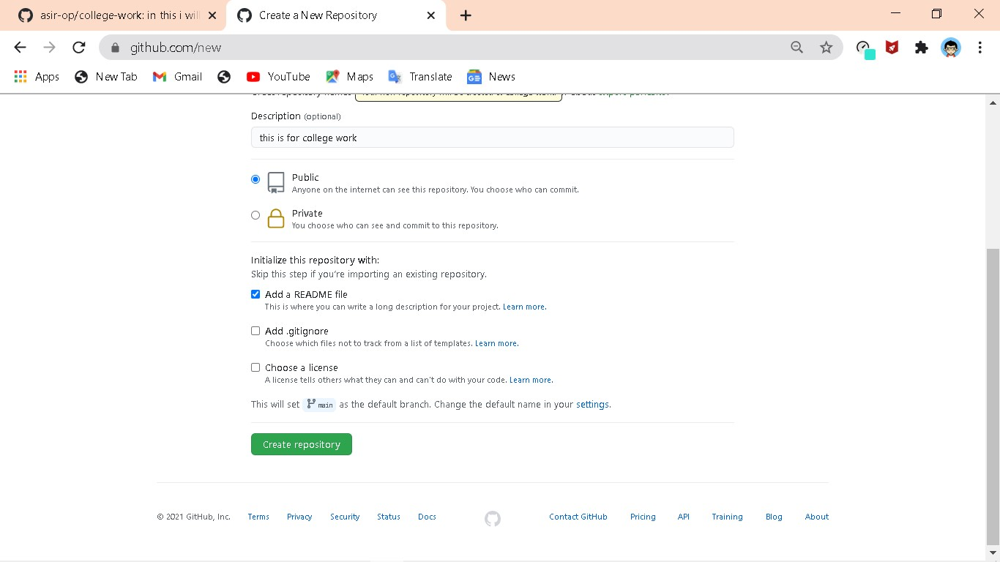 asir-op/college-work: in this i wil
Create a New Repository
github.com/new
Apps
New Tab
Gmail
YouTube
Maps
Translate
News
Description (optional)
this is for college work
Public
Anyone on the internet can see this repository. You choose who can commit.
Private
You choose who can see and commit to this repository.
Initialize this repository with:
Skip this step if you're importing an existing repository.
Add a README file
This is where you can write a long description for your project. Learn more.
Add .gitignore
Choose which files not to track from a list of templates. Learn more.
Choose a license
A license tells others what they can and can't do with your code. Learn more.
This will set main as the default branch. Change the default name in your settings.
Create repository
© 2021 GitHub, Inc. Terms Privacy Security Status Docs Contact GitHub Pricing API Training Blog About